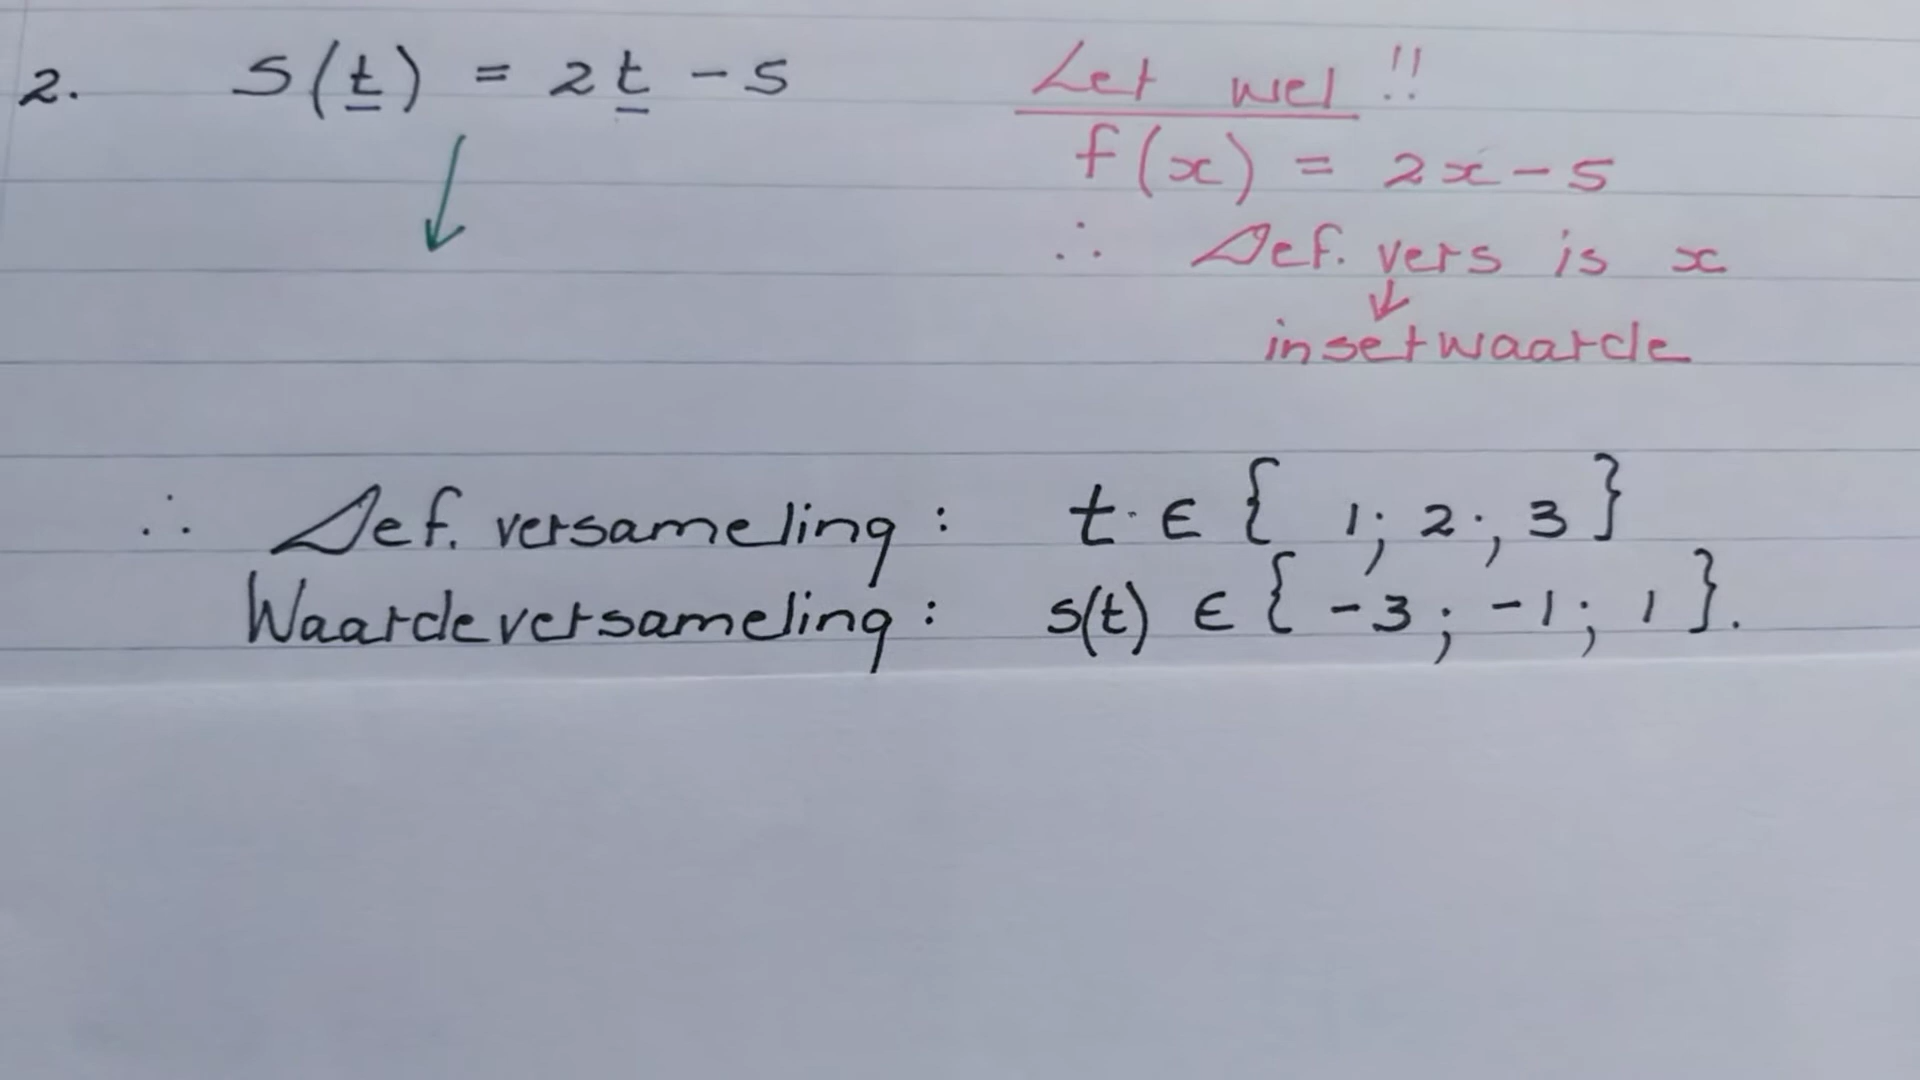 2. S(t) = 2t - 5
Let wel !!
f(x) = 2x - 5
∴ Def. vers is x
↓
insetwaarde
∴ Def. versameling : t ∈ { 1; 2; 3 }
Waardeversameling : s(t) ∈ { -3; -1; 1 }.